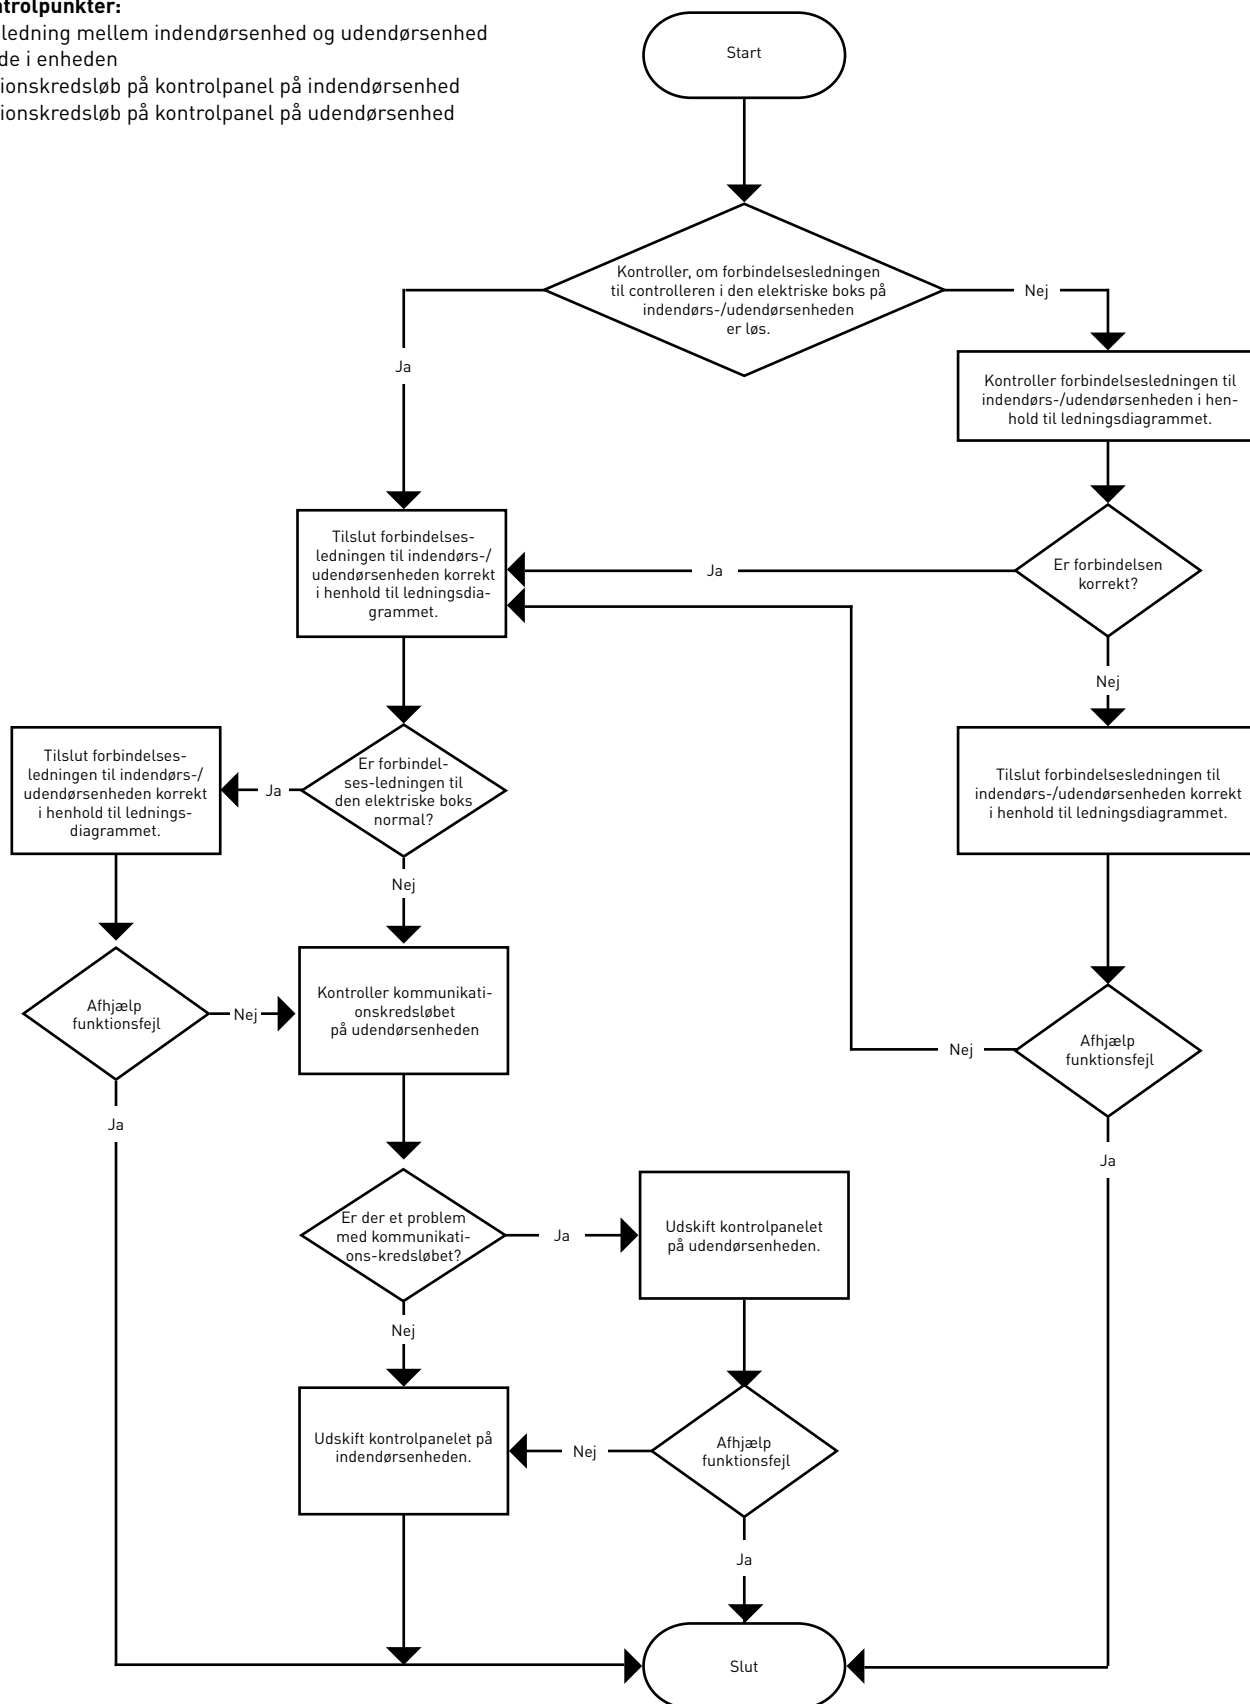 ntrolpunkter:
ledning mellem indendørsenhed og udendørsenhed
de i enheden
ionskredsløb på kontrolpanel på indendørsenhed
ionskredsløb på kontrolpanel på udendørsenhed
Start
Kontroller, om forbindelsesledningen
til controlleren i den elektriske boks på
indendørs-/udendørsenheden
er løs.
Nej
Ja
Kontroller forbindelsesledningen til
indendørs-/udendørsenheden i hen-
hold til ledningsdiagrammet.
Tilslut forbindelses-
ledningen til indendørs-/
udendørsenheden korrekt
i henhold til ledningsdia-
grammet.
Ja
Er forbindelsen
korrekt?
Nej
Tilslut forbindelses-
ledningen til indendørs-/
udendørsenheden korrekt
i henhold til lednings-
diagrammet.
Ja
Er forbindel-
ses-ledningen til
den elektriske boks
normal?
Tilslut forbindelsesledningen til
indendørs-/udendørsenheden korrekt
i henhold til ledningsdiagrammet.
Nej
Afhjælp
funktionsfejl
Nej
Kontroller kommunikati-
onskredsløbet
på udendørsenheden
Nej
Afhjælp
funktionsfejl
Ja
Ja
Er der et problem
med kommunikati-
ons-kredsløbet?
Ja
Udskift kontrolpanelet
på udendørsenheden.
Nej
Udskift kontrolpanelet på
indendørsenheden.
Nej
Afhjælp
funktionsfejl
Ja
Slut